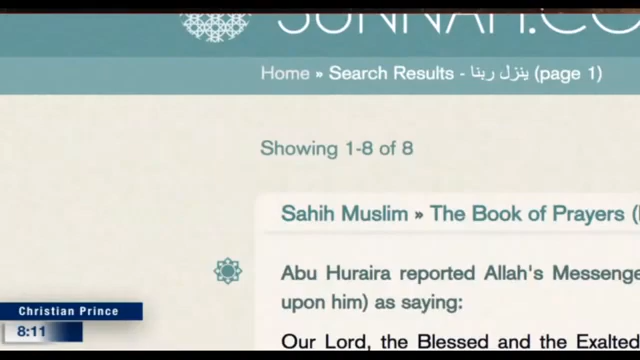 SUNNAH.CO
Home » Search Results - ينزل ربنا (page 1)
Showing 1-8 of 8
Sahih Muslim » The Book of Prayers (
Abu Huraira reported Allah's Messenge
upon him) as saying:
Our Lord, the Blessed and the Exalted
Christian Prince
8:11